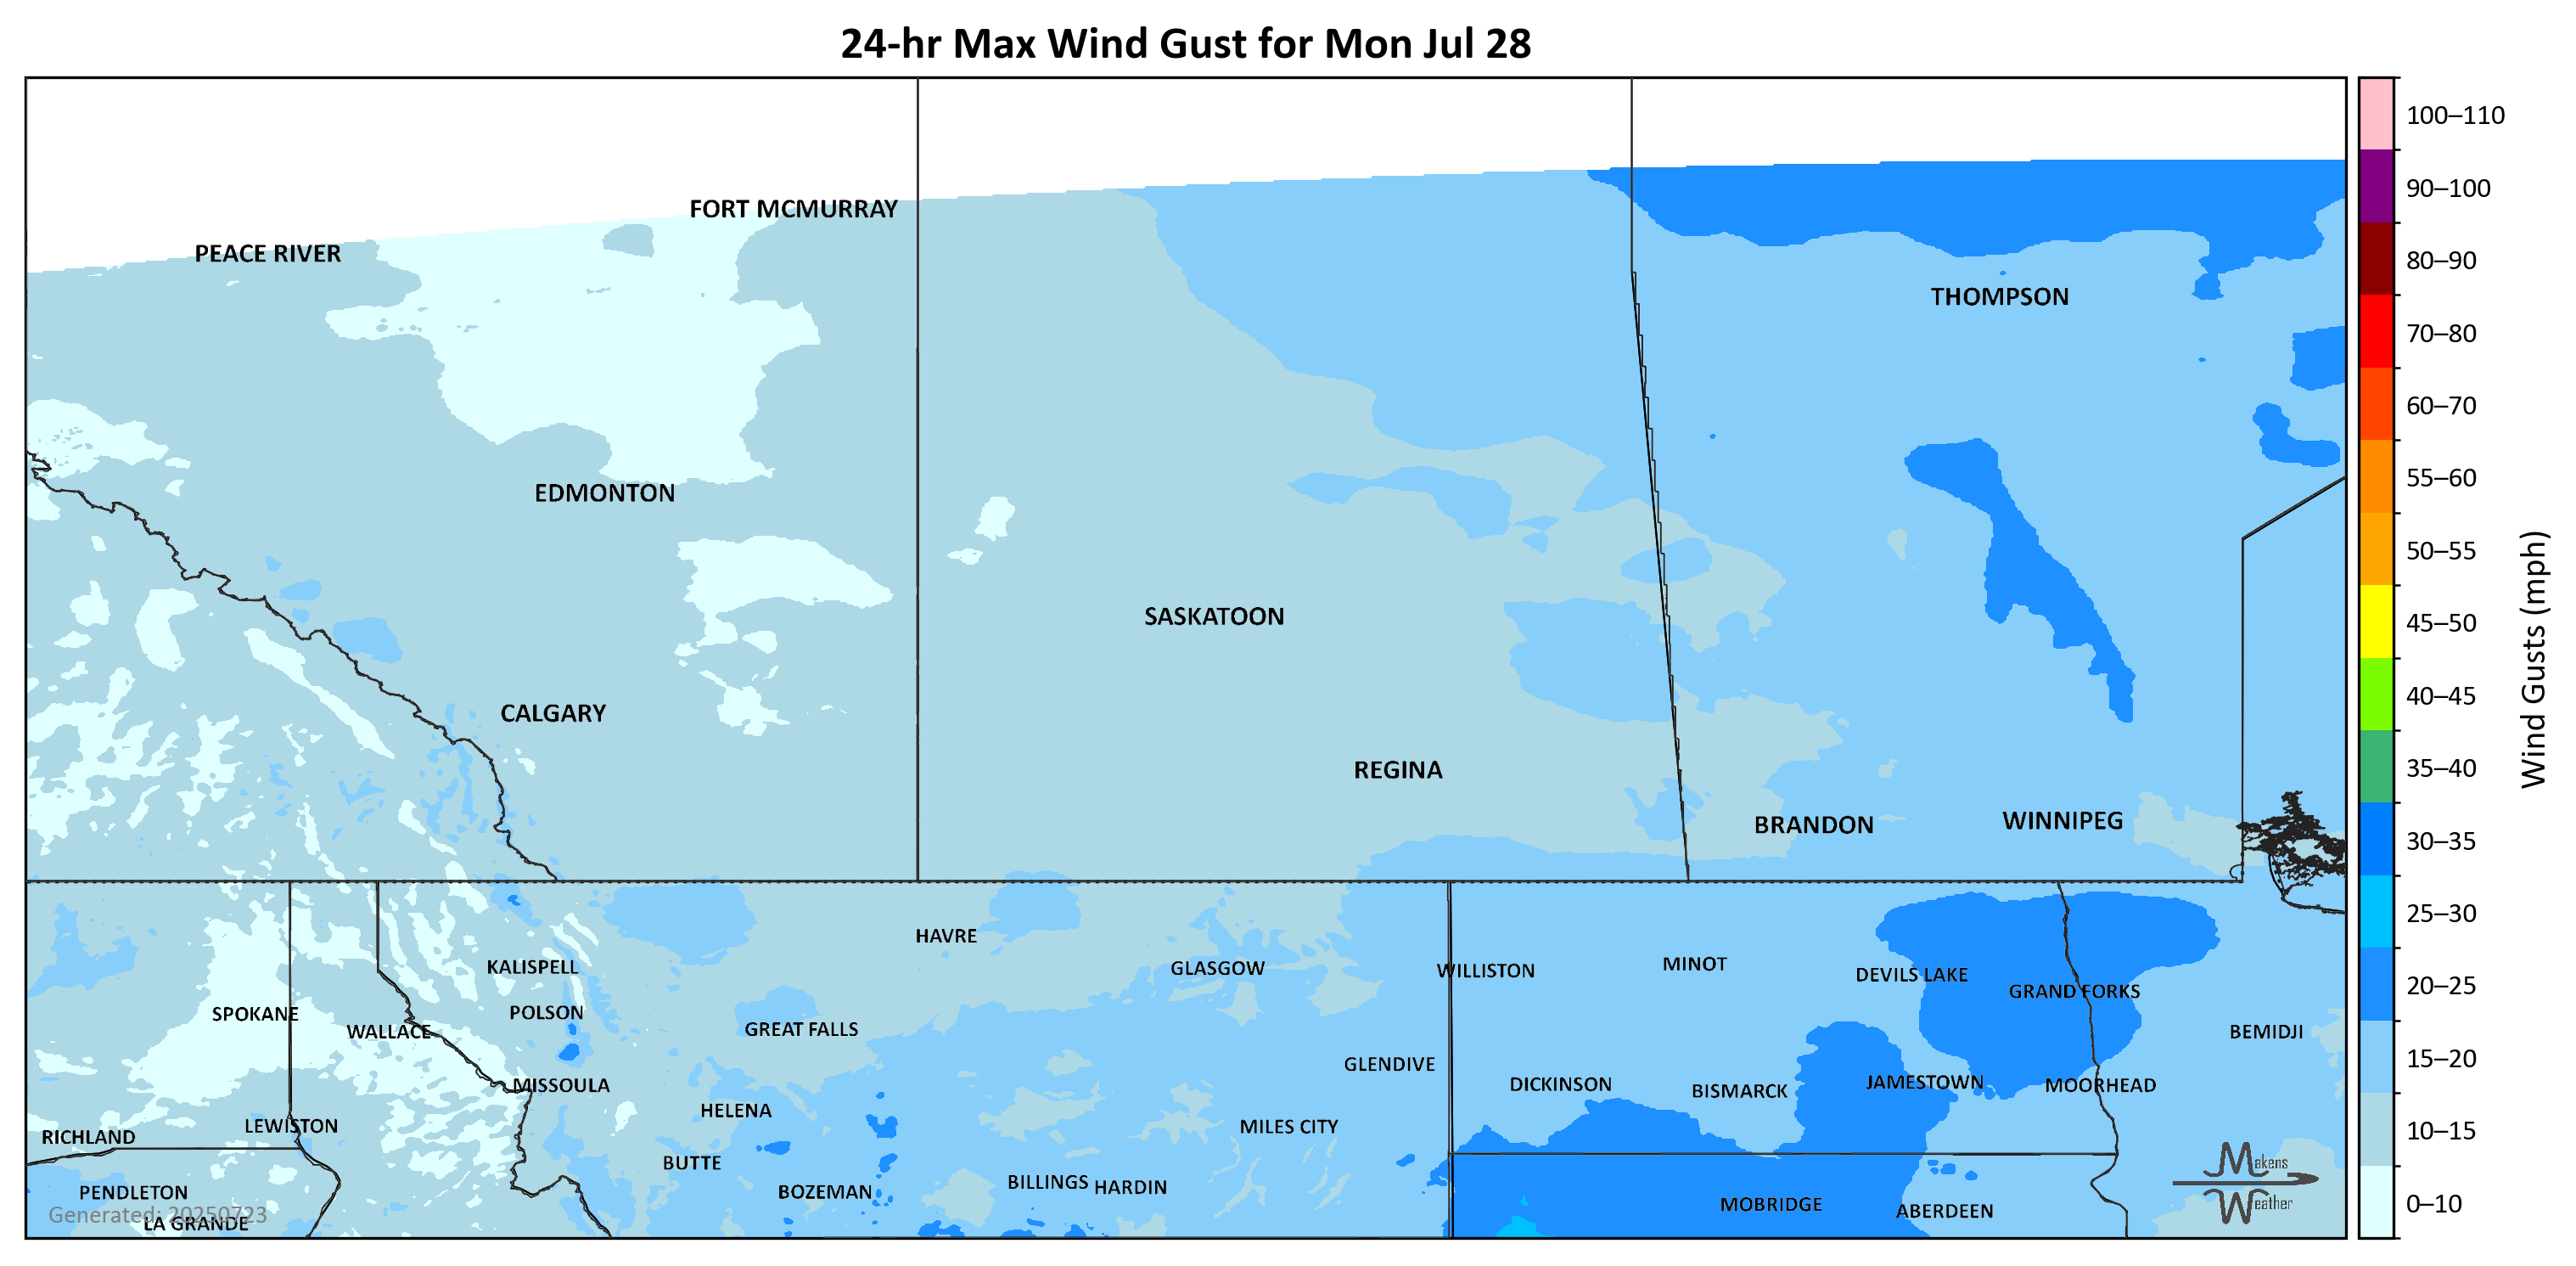 24-hr Max Wind Gust for Mon Jul 28
FORT MCMURRAY
PEACE RIVER
THOMPSON
EDMONTON
SASKATOON
CALGARY
REGINA
BRANDON
WINNIPEG
HAVRE
KALISPELL
GLASGOW
WILLISTON
MINOT
DEVILS LAKE
GRAND FORKS
SPOKANE
POLSON
WALLACE
GREAT FALLS
BEMIDJI
GLENDIVE
MISSOULA
DICKINSON
BISMARCK
JAMESTOWN
MOORHEAD
HELENA
LEWISTON
MILES CITY
RICHLAND
BUTTE
BILLINGS
HARDIN
PENDLETON
BOZEMAN
MOBRIDGE
ABERDEEN
Generated: 20250723
LA GRANDE
Makens
Weather
100–110
90–100
80–90
70–80
60–70
55–60
50–55
45–50
40–45
35–40
30–35
25–30
20–25
15–20
10–15
0–10
Wind Gusts (mph)